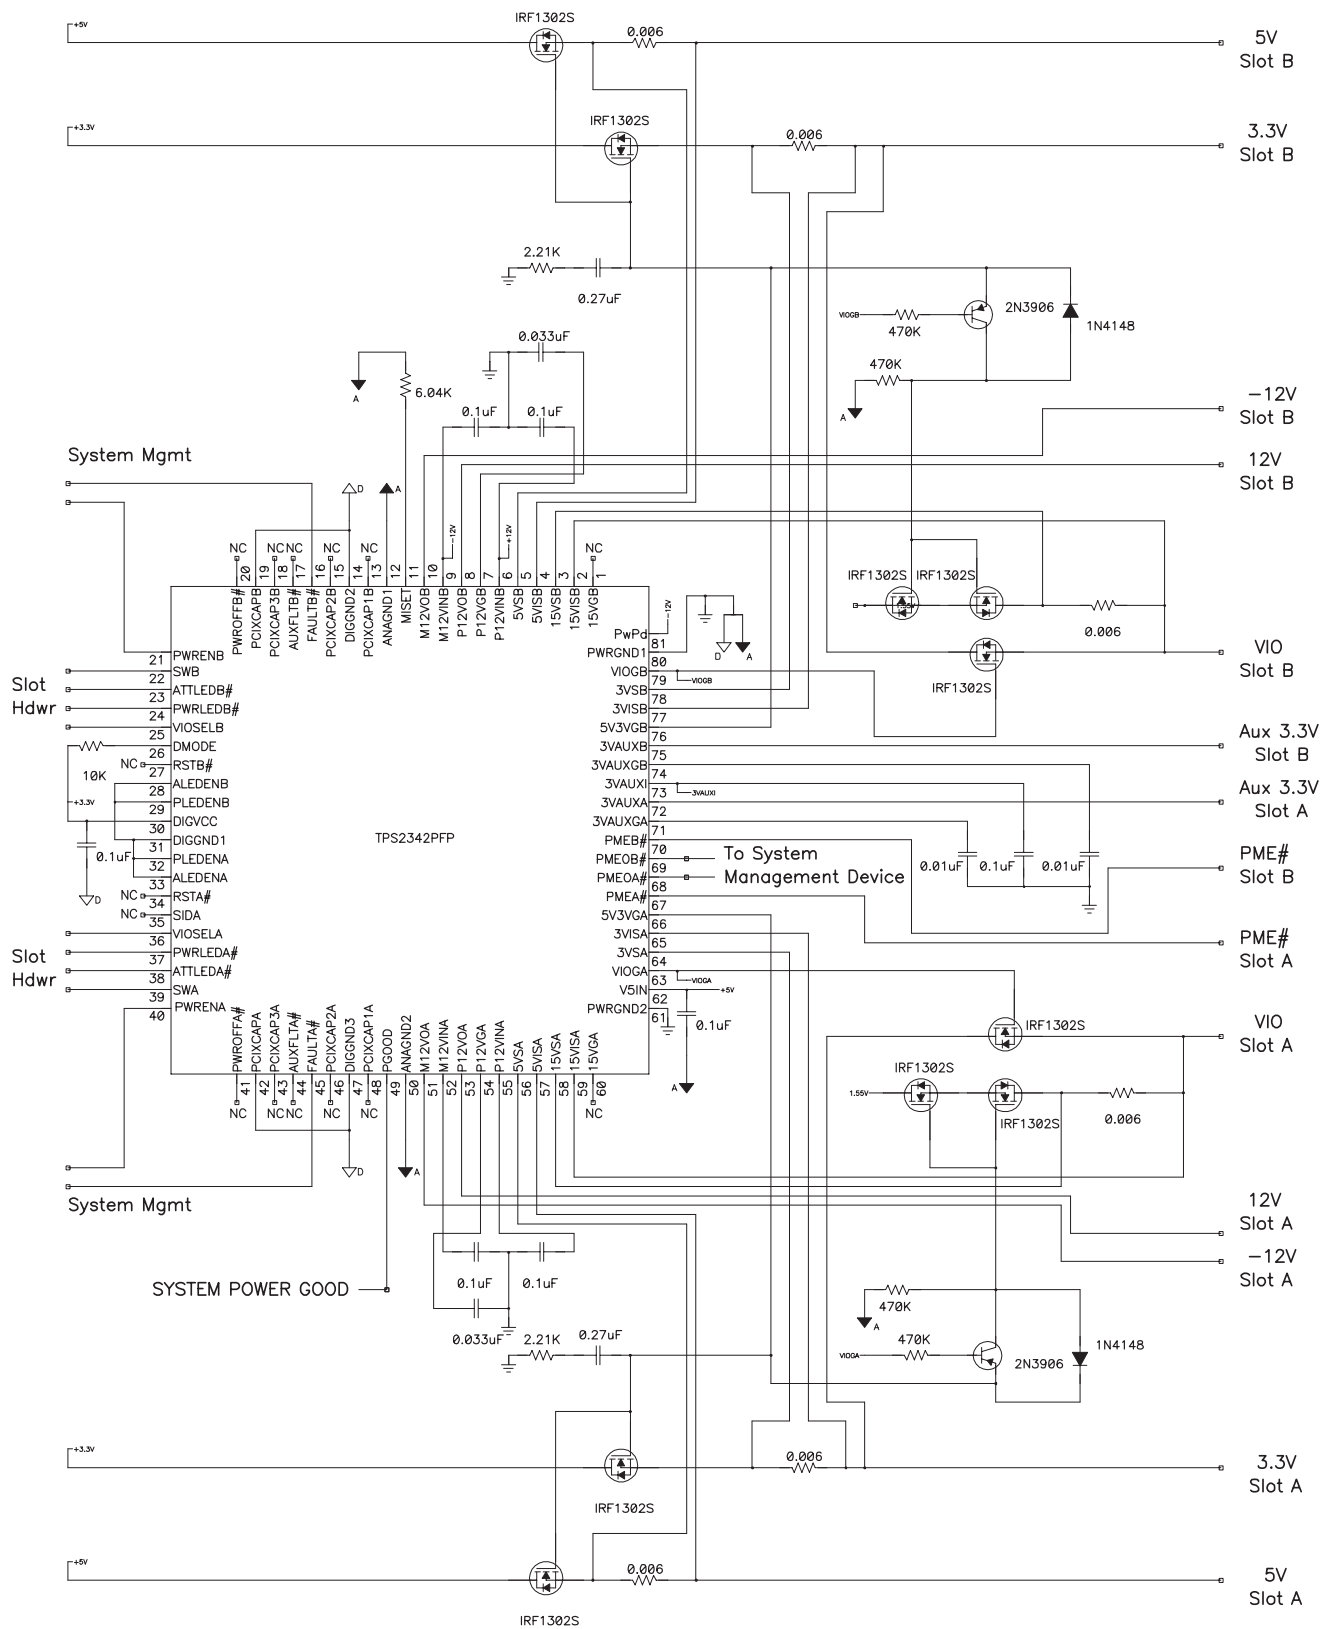 IRF1302S
+5V
0.006
5V
Slot B
IRF1302S
+3.3V
0.006
3.3V
Slot B
2.21K
0.27uF
2N3906
VIOGB
470K
1N4148
0.033uF
470K
A
6.04K
A
0.1uF
0.1uF
-12V
Slot B
System Mgmt
12V
Slot B
D
A
-12V
+12V
NC
NC
NC
NC
NC
NC
20
19
18
17
16
15
14
13
12
11
10
9
8
7
6
5
4
3
2
1
PWROFFB#
PCIXCAPB
PCIXCAP3B
AUXFLTB#
FAULTB#
PCIXCAP2B
DIGGND2
PCIXCAP1B
ANAGND1
MISET
M12VOB
M12VINB
P12VOB
P12VGB
P12VINB
5VSB
5VISB
15VSB
15VISB
15VGB
IRF1302S
IRF1302S
1.55V
0.006
-12V
PwPd
81
D
A
VIO
Slot B
IRF1302S
21
PWRENB
22
SWB
23
ATTLEDB#
24
PWRLEDB#
25
VIOSELB
26
DMODE
27
RSTB#
28
ALEDENB
29
PLEDENB
30
DIGVCC
31
DIGGND1
32
PLEDENA
33
ALEDENA
34
RSTA#
35
SIDA
36
VIOSELA
37
PWRLEDA#
38
ATTLEDA#
39
SWA
40
PWRENA
Slot
Hdwr
10K
NC
+3.3V
0.1uF
D
NC
NC
Slot
Hdwr
TPS2342PFP
PWRGND1
80
VIOGB
79
VIOGB
3VSB
78
3VISB
77
5V3VGB
76
3VAUXB
75
3VAUXGB
74
3VAUXI
73
3VAUXI
3VAUXA
72
3VAUXGA
71
PMEB#
70
PMEOB#
69
PMEOA#
68
PMEA#
67
5V3VGA
66
3VISA
65
3VSA
64
VIOGA
63
VIOGA
V5IN
62
+5V
PWRGND2
61
0.1uF
A
Aux 3.3V
Slot B
Aux 3.3V
Slot A
To System
Management Device
0.01uF
0.1uF
0.01uF
PME#
Slot B
PME#
Slot A
IRF1302S
VIO
Slot A
IRF1302S
1.55V
IRF1302S
0.006
PWROFFA#
PCIXCAPA
PCIXCAP3A
AUXFLTA#
FAULTA#
PCIXCAP2A
DIGGND3
PCIXCAP1A
PGOOD
ANAGND2
M12VOA
M12VINA
P12VOA
P12VGA
P12VINA
5VSA
5VISA
15VSA
15VISA
15VGA
41
42
43
44
45
46
47
48
49
50
51
52
53
54
55
56
57
58
59
60
NC
NC
NC
NC
NC
NC
D
A
System Mgmt
12V
Slot A
-12V
Slot A
SYSTEM POWER GOOD
0.1uF
0.1uF
0.033uF
2.21K
0.27uF
470K
A
470K
VIOGA
2N3906
1N4148
+3.3V
0.006
3.3V
Slot A
IRF1302S
+5V
0.006
5V
Slot A
IRF1302S